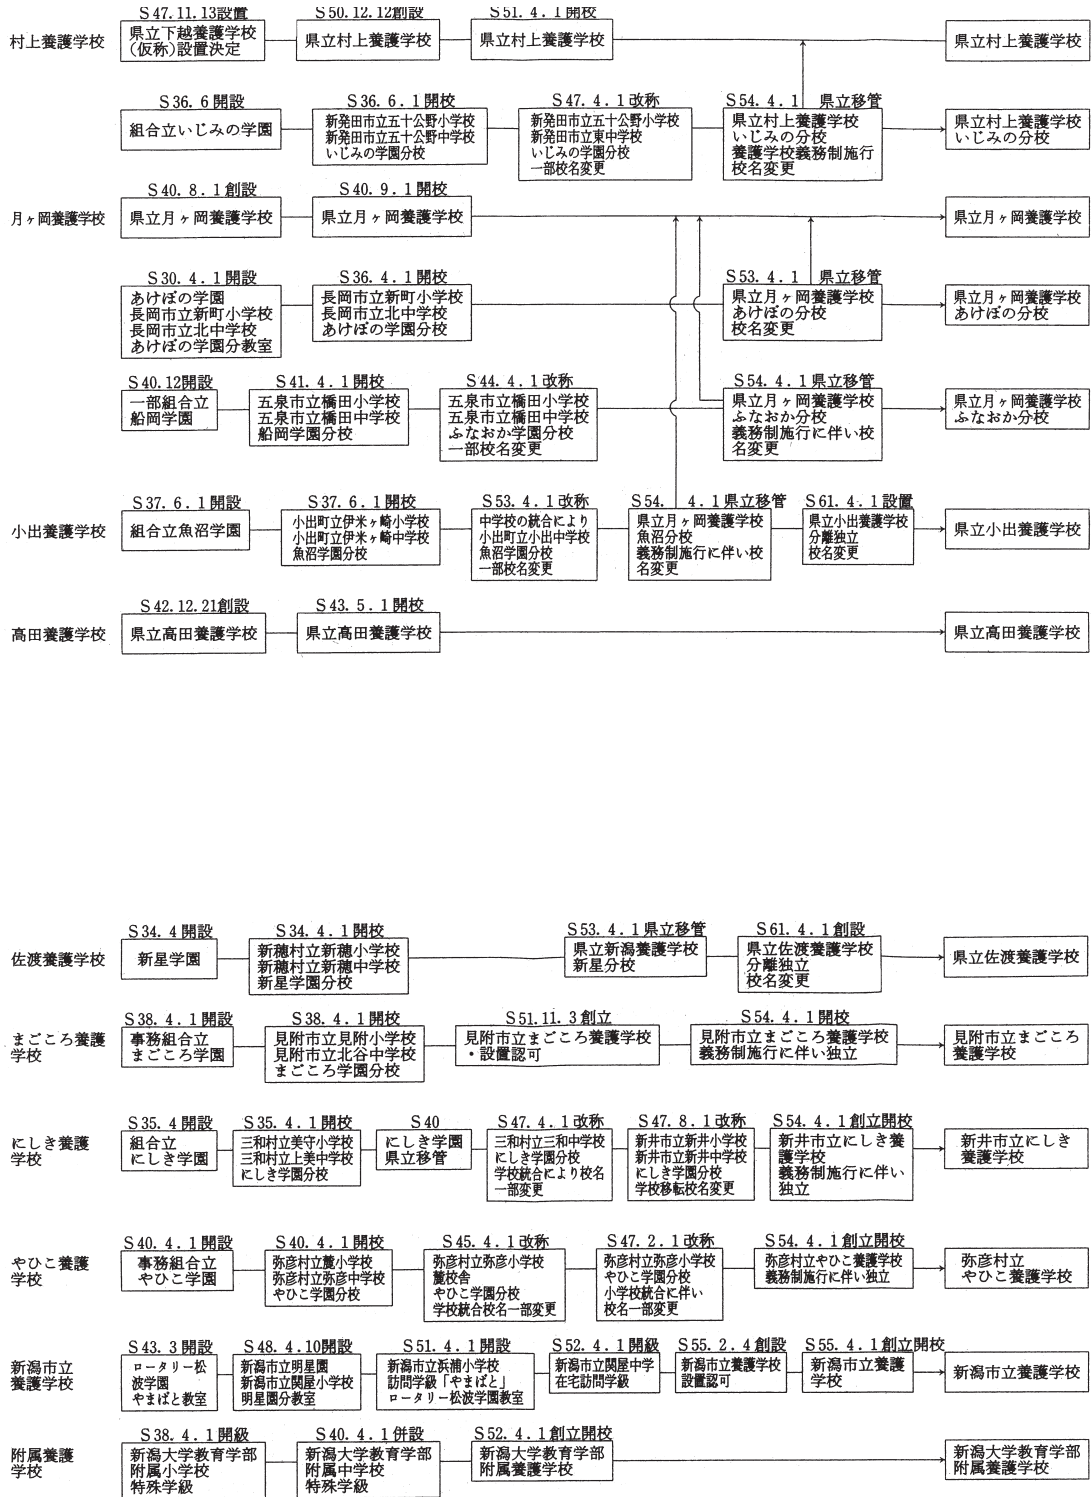 村上養護学校
S47.11.13設置
県立下越養護学校
(仮称)設置決定
S50.12.12創設
県立村上養護学校
S51.4.1開校
県立村上養護学校
県立村上養護学校
S36.6開設
組合立いじみの学園
S36.6.1開校
新発田市立五十公野小学校
新発田市立五十公野中学校
いじみの学園分校
S47.4.1改称
新発田市立五十公野小学校
新発田市立東中学校
いじみの学園分校
一部校名変更
S54.4.1 県立移管
県立村上養護学校
いじみの分校
養護学校義務制施行
校名変更
県立村上養護学校
いじみの分校
月ヶ岡養護学校
S40.8.1創設
県立月ヶ岡養護学校
S40.9.1開校
県立月ヶ岡養護学校
県立月ヶ岡養護学校
S30.4.1開設
あけぼの学園
長岡市立新町小学校
長岡市立北中学校
あけぼの学園分教室
S36.4.1開校
長岡市立新町小学校
長岡市立北中学校
あけぼの学園分校
S53.4.1 県立移管
県立月ヶ岡養護学校
あけぼの分校
校名変更
県立月ヶ岡養護学校
あけぼの分校
S40.12開設
一部組合立
船岡学園
S41.4.1開校
五泉市立橋田小学校
五泉市立橋田中学校
船岡学園分校
S44.4.1改称
五泉市立橋田小学校
五泉市立橋田中学校
ふなおか学園分校
一部校名変更
S54.4.1県立移管
県立月ヶ岡養護学校
ふなおか分校
義務制施行に伴い校
名変更
県立月ヶ岡養護学校
ふなおか分校
小出養護学校
S37.6.1開設
組合立魚沼学園
S37.6.1開校
小出町立伊米ヶ崎小学校
小出町立伊米ヶ崎中学校
魚沼学園分校
S53.4.1改称
中学校の統合により
小出町立小出中学校
魚沼学園分校
一部校名変更
S54. 4.1県立移管
県立月ヶ岡養護学校
魚沼分校
義務制施行に伴い校
名変更
S61.4.1設置
県立小出養護学校
分離独立
校名変更
県立小出養護学校
高田養護学校
S42.12.21創設
県立高田養護学校
S43.5.1開校
県立高田養護学校
県立高田養護学校
佐渡養護学校
S34.4開設
新星学園
S34.4.1開校
新穂村立新穂小学校
新穂村立新穂中学校
新星学園分校
S53.4.1県立移管
県立新潟養護学校
新星分校
S61.4.1創設
県立佐渡養護学校
分離独立
校名変更
県立佐渡養護学校
まごころ養護
学校
S38.4.1開設
事務組合立
まごころ学園
S38.4.1開校
見附市立見附小学校
見附市立北谷中学校
まごころ学園分校
S51.11.3創立
見附市立まごころ養護学校
・設置認可
S54.4.1開校
見附市立まごころ養護学校
義務制施行に伴い独立
見附市立まごころ
養護学校
にしき養護
学校
S35.4開設
組合立
にしき学園
S35.4.1開校
三和村立美守小学校
三和村立上美中学校
にしき学園分校
S40
にしき学園
県立移管
S47.4.1改称
三和村立三和中学校
にしき学園分校
学校統合により校名
一部変更
S47.8.1改称
新井市立新井小学校
新井市立新井中学校
にしき学園分校
学校移転校名変更
S54.4.1創立開校
新井市立にしき養
護学校
義務制施行に伴い
独立
新井市立にしき
養護学校
やひこ養護
学校
S40.4.1開設
事務組合立
やひこ学園
S40.4.1開校
弥彦村立麓小学校
弥彦村立弥彦中学校
やひこ学園分校
S45.4.1改称
弥彦村立弥彦小学校
麓校舎
やひこ学園分校
学校統合校名一部変更
S47.2.1改称
弥彦村立弥彦小学校
やひこ学園分校
小学校統合に伴い
校名一部変更
S54.4.1創立開校
弥彦村立やひこ養護学校
義務制施行に伴い独立
弥彦村立
やひこ養護学校
新潟市立
養護学校
S43.3開設
ロータリー松
波学園
やまばと教室
S48.4.10開設
新潟市立明星園
新潟市立関屋小学校
明星園分教室
S51.4.1開設
新潟市立浜浦小学校
訪問学級「やまばと」
ロータリー松波学園教室
S52.4.1開級
新潟市立関屋中学
在宅訪問学級
S55.2.4創設
新潟市立養護学校
設置認可
S55.4.1創立開校
新潟市立養護
学校
新潟市立養護学校
附属養護
学校
S38.4.1開級
新潟大学教育学部
附属小学校
特殊学級
S40.4.1併設
新潟大学教育学部
附属中学校
特殊学級
S52.4.1創立開校
新潟大学教育学部
附属養護学校
新潟大学教育学部
附属養護学校